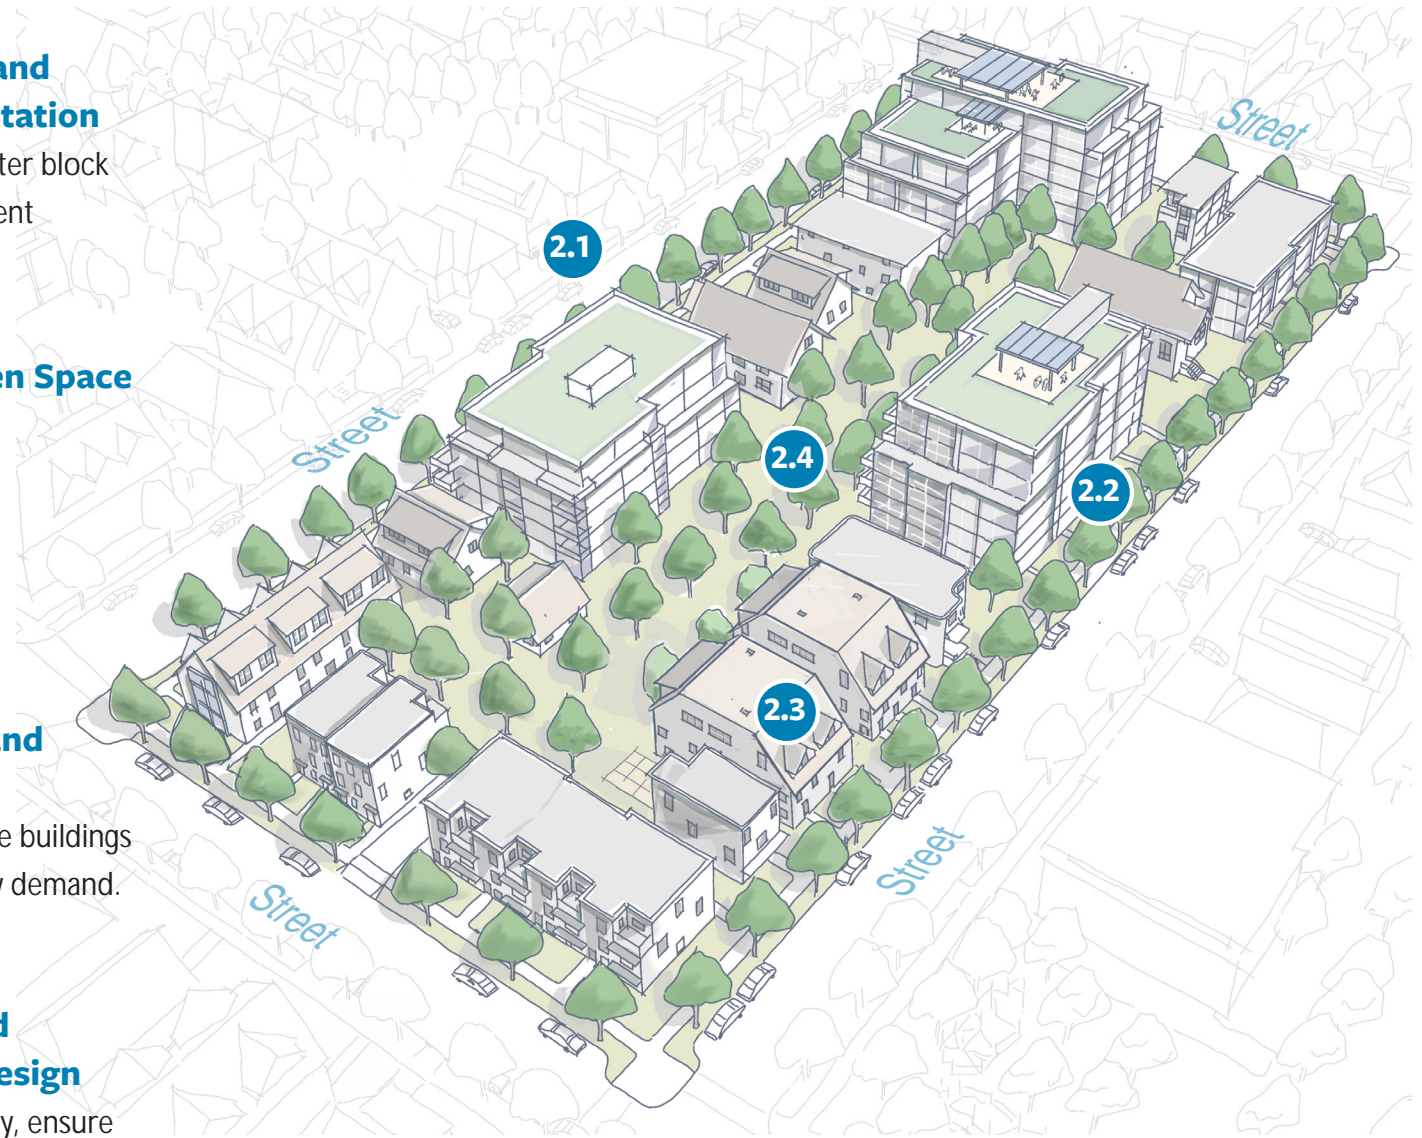 and
tation
ter block
ent
en Space
and
e buildings
y demand.
d
esign
y, ensure
2.1
2.4
2.2
2.3
Street
Street
Street
Street